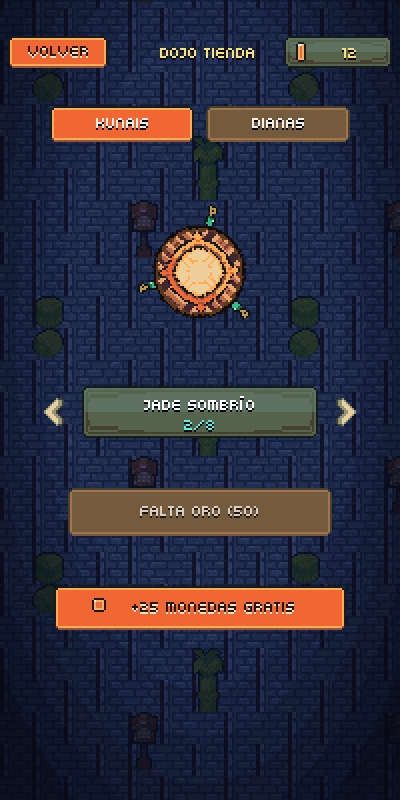 VOLVER
DOJO TIENDA
12
KUNAIS
DIANAS
JADE SOMBRÍO
2/8
FALTA ORO (50)
+25 MONEDAS GRATIS